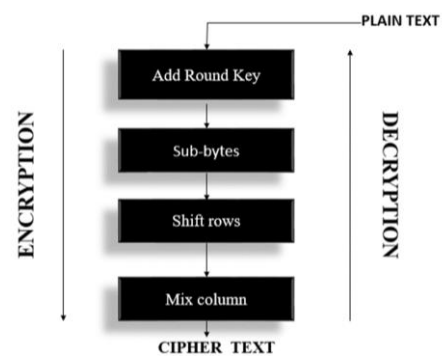 PLAIN TEXT
Add Round Key
ENCRYPTION
DECRYPTION
Sub-bytes
Shift rows
Mix column
CIPHER TEXT